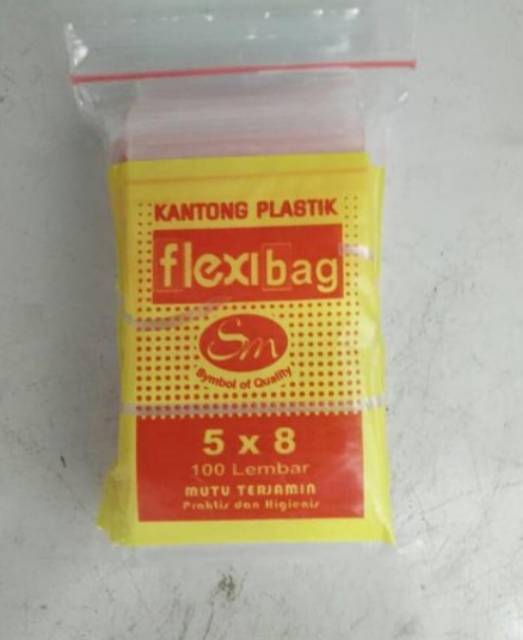 KANTONG PLASTIK
flexibag
Sm
Symbol of Quality
5 x 8
100 Lembar
MUTU TERJAMIN
Praktis dan Higienis